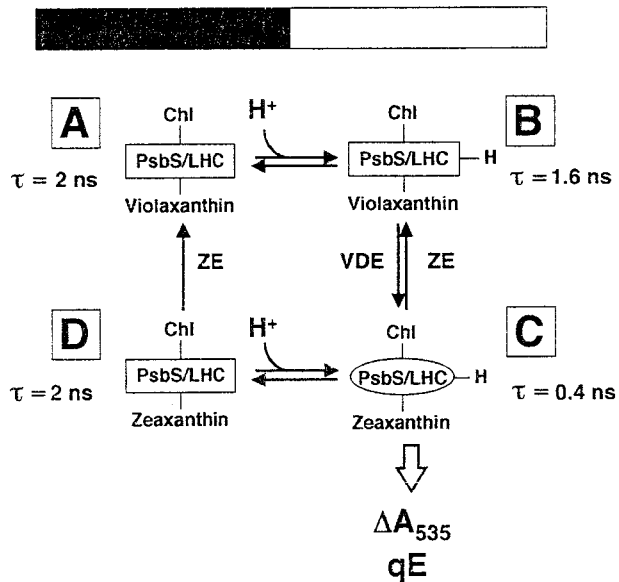 A
Chl
PsbS/LHC
Violaxanthin
τ = 2 ns
H⁺
B
Chl
PsbS/LHC
H
Violaxanthin
τ = 1.6 ns
ZE
VDE
ZE
D
Chl
PsbS/LHC
Zeaxanthin
τ = 2 ns
H⁺
C
Chl
PsbS/LHC
H
Zeaxanthin
τ = 0.4 ns
ΔA₅₃₅
qE